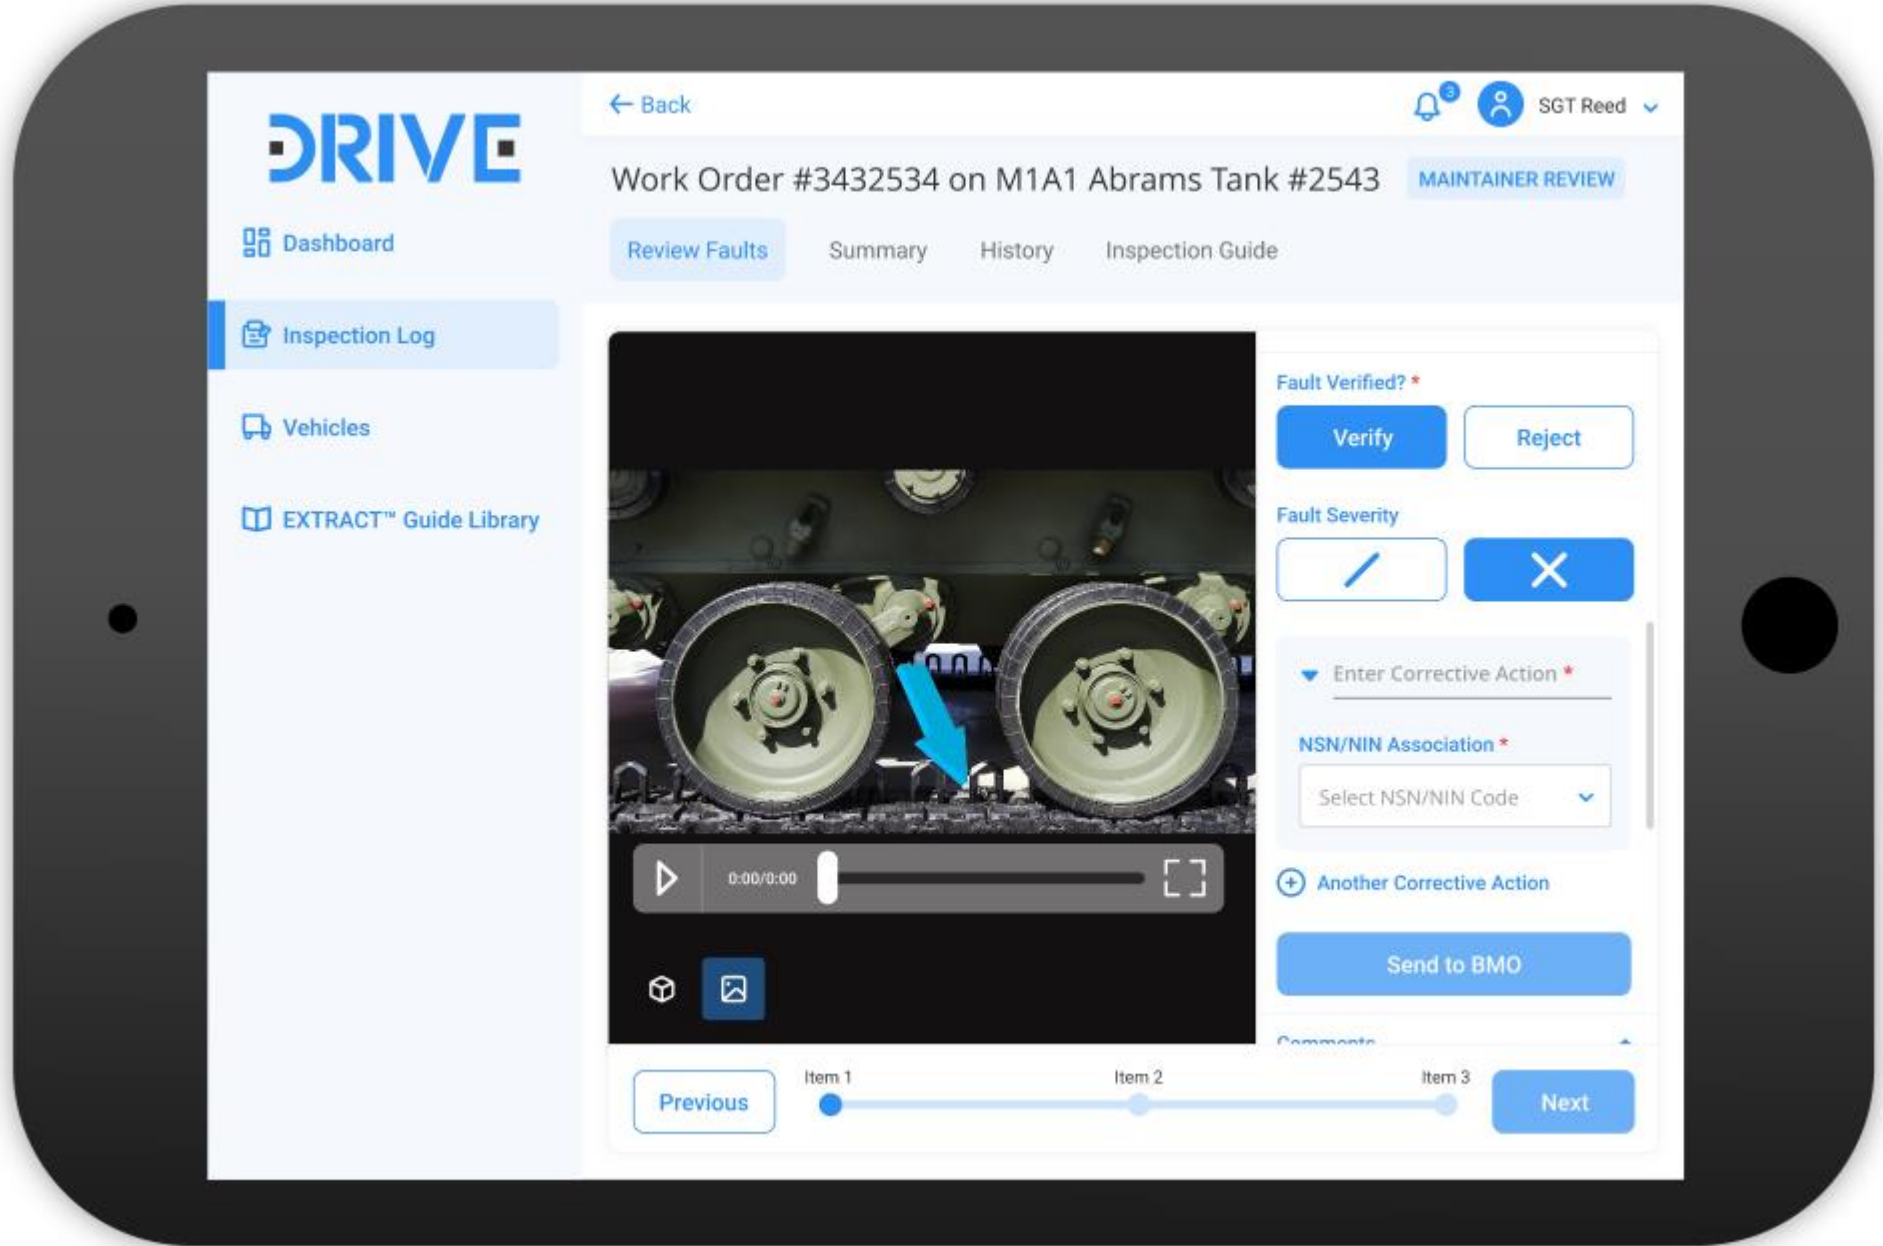 DRIVE
Dashboard
Inspection Log
Vehicles
EXTRACT™ Guide Library
← Back
3
SGT Reed
Work Order #3432534 on M1A1 Abrams Tank #2543
MAINTAINER REVIEW
Review Faults
Summary
History
Inspection Guide
Fault Verified? *
Verify
Reject
Fault Severity
Enter Corrective Action *
NSN/NIN Association *
Select NSN/NIN Code
Another Corrective Action
Send to BMO
Comments
0:00/0:00
Previous
Item 1
Item 2
Item 3
Next